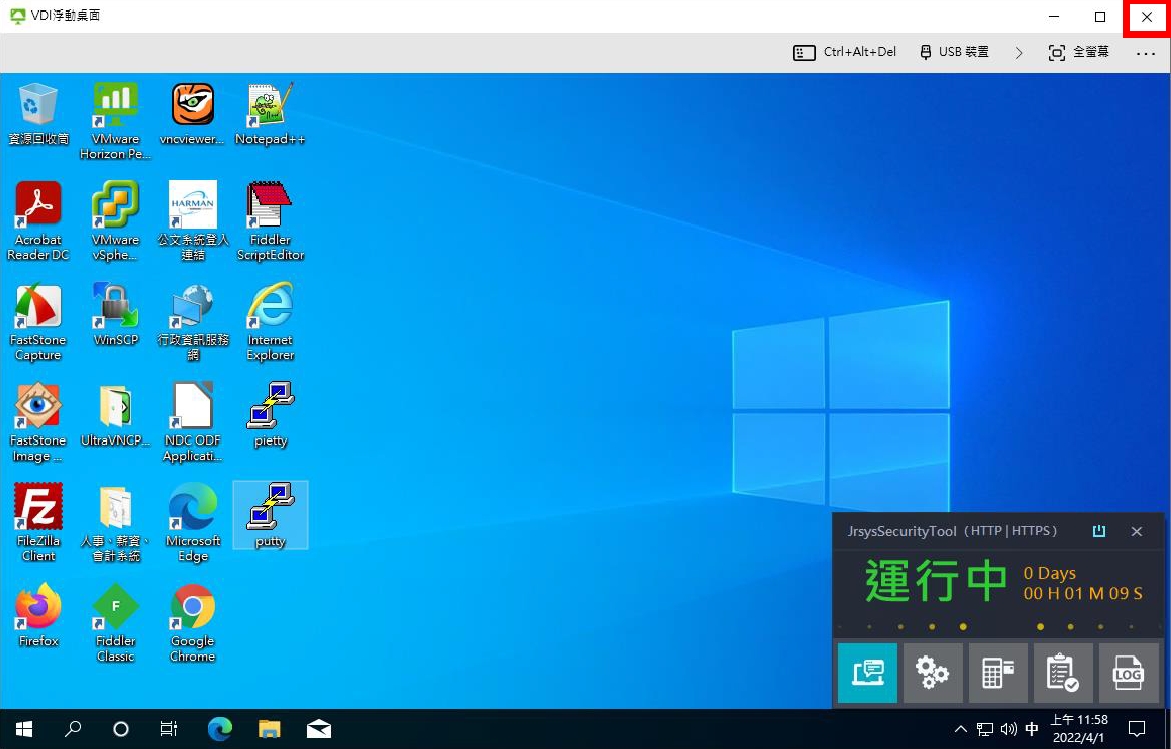 VDI浮動桌面
Ctrl+Alt+Del
USB 裝置
全螢幕
資源回收筒
VMware
Horizon Pe...
vncviewer...
Notepad++
Acrobat
Reader DC
VMware
vSphe...
HARMAN
公文系統登入
連結
Fiddler
ScriptEditor
FastStone
Capture
WinSCP
行政資訊服務
網
Internet
Explorer
FastStone
Image ...
UltraVNCP...
NDC ODF
Applicati...
pietty
FileZilla
Client
人事、薪資、
會計系統
Microsoft
Edge
putty
Firefox
F
Fiddler
Classic
Google
Chrome
JrsysSecurityTool （HTTP | HTTPS）
運行中
0 Days
00 H 01 M 09 S
LOG
中
上午 11:58
2022/4/1